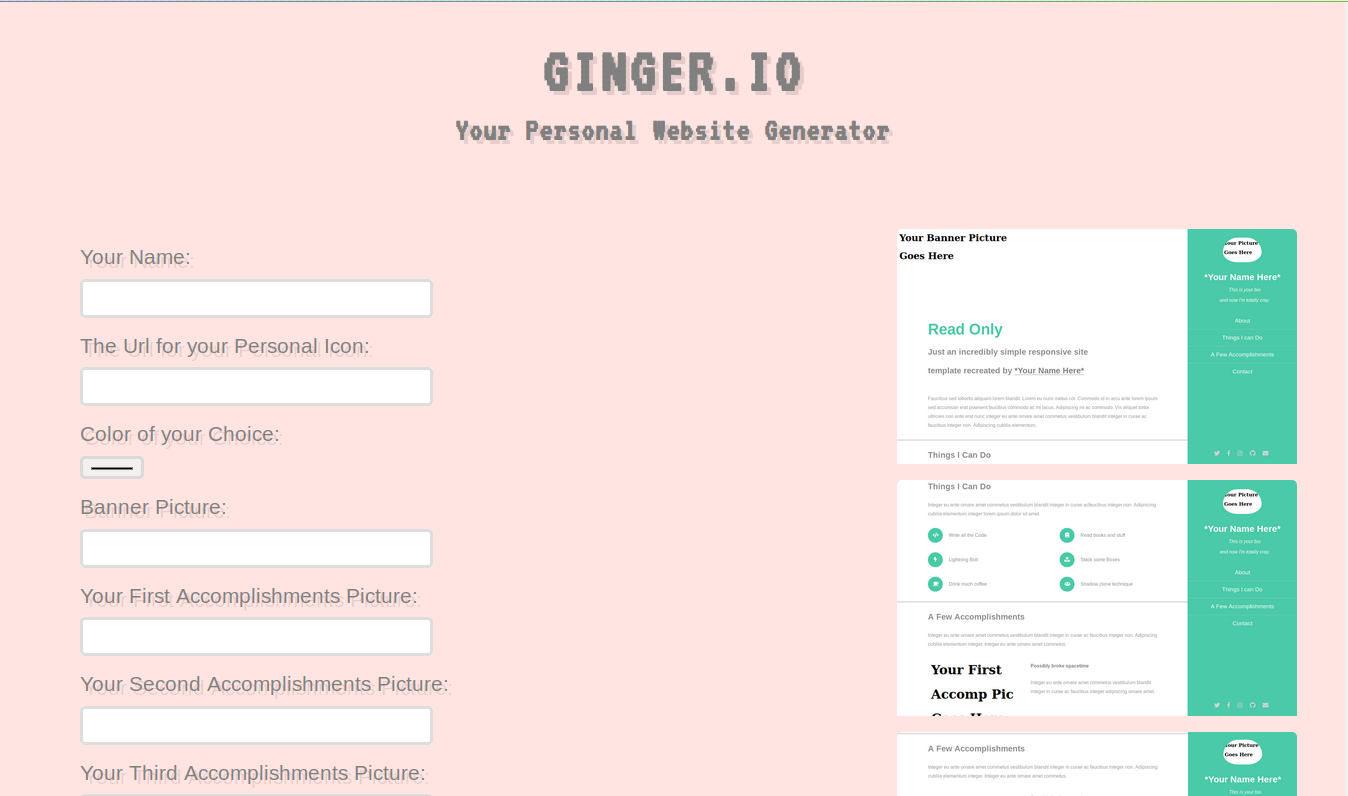 GINGER.IO
Your Personal Website Generator
Your Name:
The Url for your Personal Icon:
Color of your Choice:
Banner Picture:
Your First Accomplishments Picture:
Your Second Accomplishments Picture:
Your Third Accomplishments Picture:
Your Banner Picture
Goes Here
Read Only
Just an incredibly simple responsive site
template recreated by *Your Name Here*
Faucibus sed lobortis aliquam lorem blandit. Lorem eu nunc metus col. Commodo id in arcu ante lorem ipsum
sed accumsan erat praesent faucibus commodo ac mi lacus. Adipiscing mi ac commodo. Vis aliquet tortor
ultricies non ante erat nunc integer eu ante ornare amet commetus vestibulum blandit integer in curae ac
faucibus integer non. Adipiscing cubilia elementum.
Things I Can Do
our Picture
Goes Here
*Your Name Here*
This is your bio
and now I'm totally crap.
About
Things I can Do
A Few Accomplishments
Contact
Things I Can Do
Integer eu ante ornare amet commetus vestibulum blandit integer in curae ac faucibus integer non. Adipiscing
cubilia elementum integer lorem ipsum dolor sit amet.
Write all the Code
Read books and stuff
Lightning Bolt
Stack some Boxes
Drink much coffee
Shadow clone technique
A Few Accomplishments
Integer eu ante ornare amet commetus vestibulum blandit integer in curae ac faucibus integer non. Adipiscing
cubilia elementum integer. Integer eu ante ornare amet commetus.
Your First
Accomp Pic
Goes Here
Possibly broke spacetime
Integer eu ante ornare amet commetus vestibulum blandit
integer in curae ac faucibus integer adipiscing ornare amet.
our Picture
Goes Here
*Your Name Here*
This is your bio
and now I'm totally crap.
About
Things I can Do
A Few Accomplishments
Contact
A Few Accomplishments
Integer eu ante ornare amet commetus vestibulum blandit integer in curae ac faucibus integer non. Adipiscing
cubilia elementum integer. Integer eu ante ornare amet commetus.
our Picture
Goes Here
*Your Name Here*
This is your bio